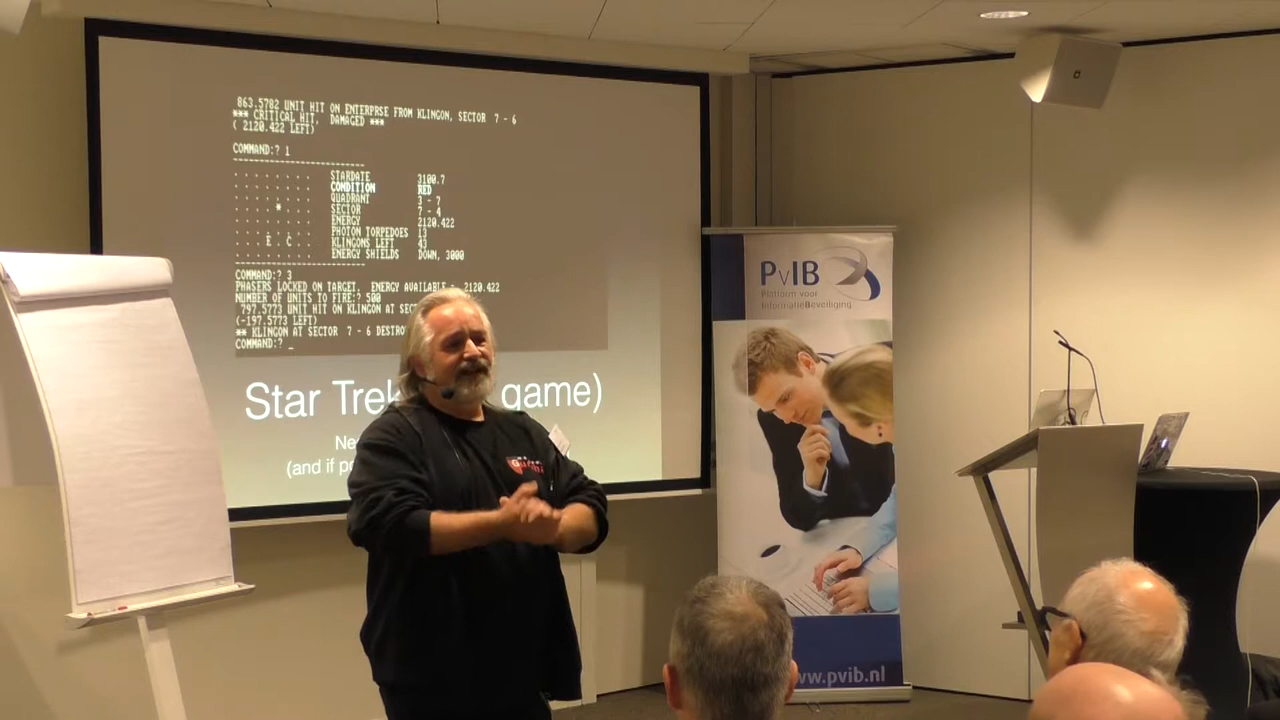 863.5782 UNIT HIT ON ENTERPRSE FROM KLINGON, SECTOR 7 - 6
*** CRITICAL HIT. DAMAGED ***
( 2120.422 LEFT)
COMMAND:? 1
STARDATE 3100.7
CONDITION RED
QUADRANT 3 - 7
SECTOR 7 - 4
ENERGY 2120.422
PHOTON TORPEDOES 13
E . C KLINGONS LEFT 43
ENERGY SHIELDS DOWN, 3000
COMMAND:? 3
PHASERS LOCKED ON TARGET. ENERGY AVAILABLE = 2120.422
NUMBER OF UNITS TO FIRE:? 500
797.5773 UNIT HIT ON KLINGON AT
(-197.5773 LEFT)
** KLINGON AT SECTOR 7 - 6
COMMAND:? _
Star Trek game)
(and if
PvIB
Platform voor
InformatieBeveiliging
www.pvib.nl